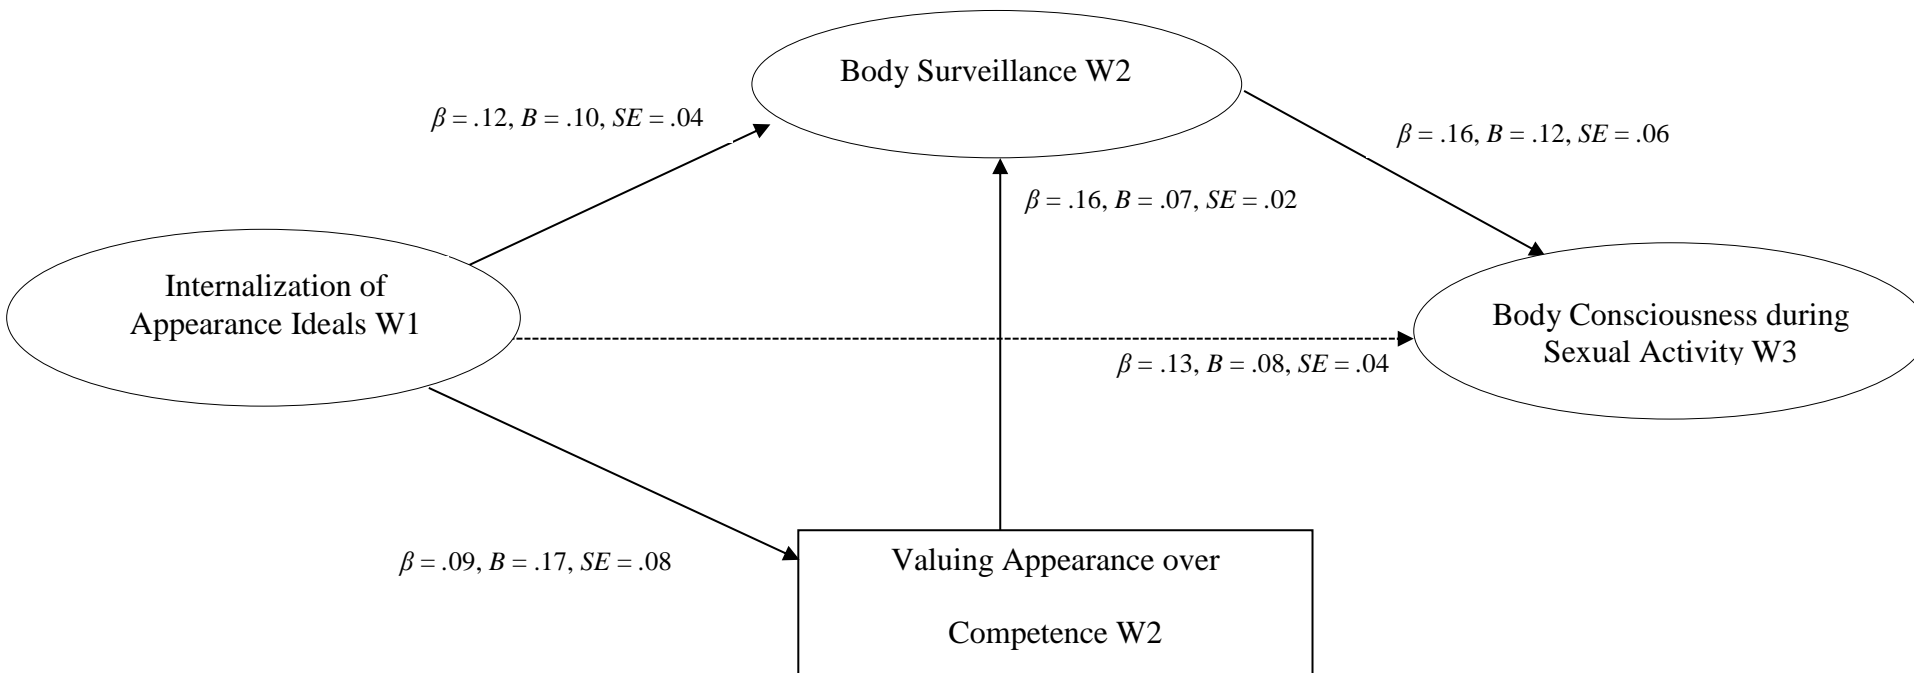 Body Surveillance W2
β = .12, B = .10, SE = .04
β = .16, B = .12, SE = .06
β = .16, B = .07, SE = .02
Internalization of
Appearance Ideals W1
Body Consciousness during
Sexual Activity W3
β = .13, B = .08, SE = .04
β = .09, B = .17, SE = .08
Valuing Appearance over
Competence W2